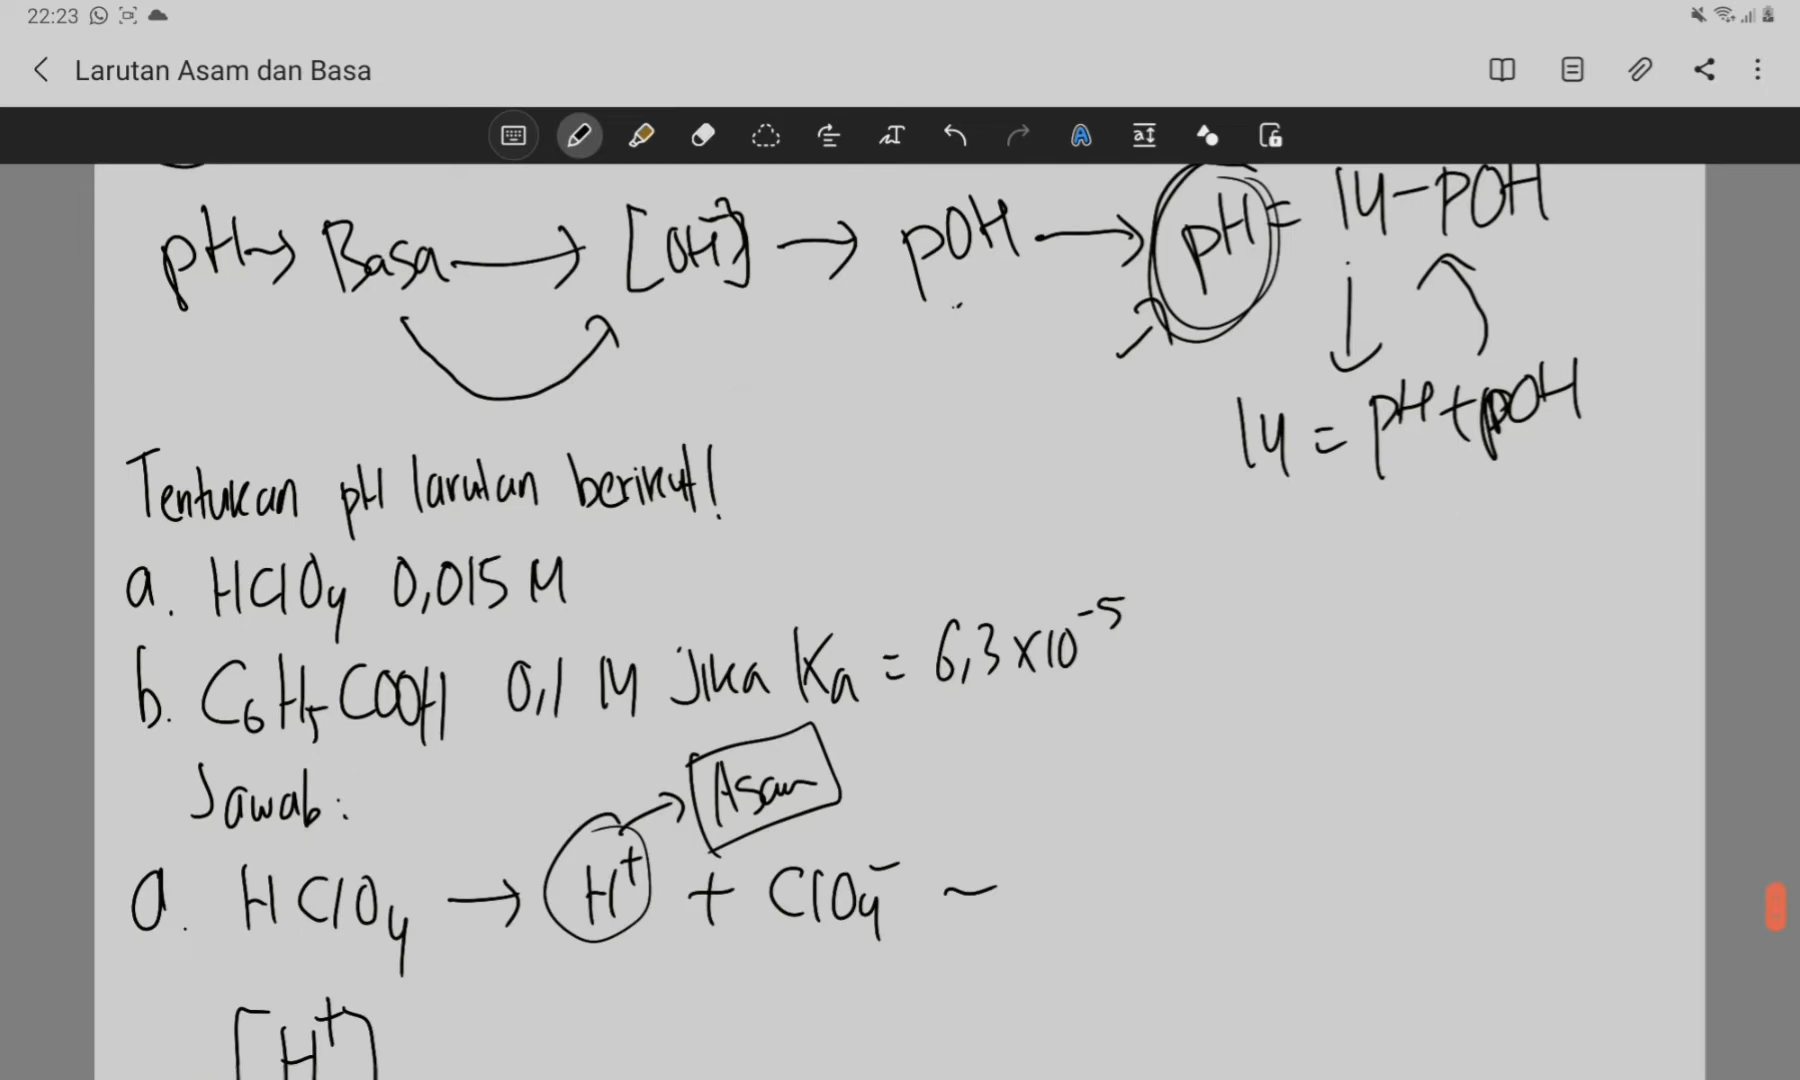 22:23
Larutan Asam dan Basa
pH → Basa → [OH⁻] → pOH → pH = 14 - pOH
14 = pH + pOH
Tentukan pH larutan berikut!
a. HClO₄ 0,015 M
b. C₆H₅COOH 0,1 M jika Ka = 6,3 × 10⁻⁵
Jawab:
Asam
a. HClO₄ → H⁺ + ClO₄⁻ ~
[H⁺]